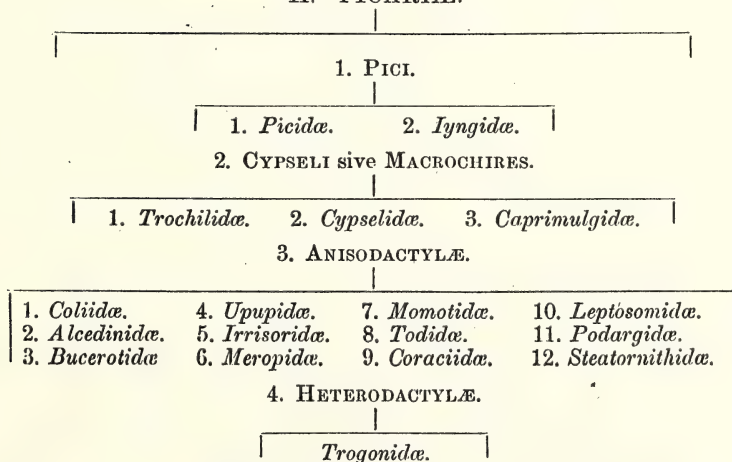 II. PICARIÆ.
1. PICI.
1. Picidæ. 2. Iyngidæ.
2. CYPSELI sive MACROCHIRES.
1. Trochilidæ. 2. Cypselidæ. 3. Caprimulgidæ.
3. ANISODACTYLÆ.
1. Coliidæ. 4. Upupidæ. 7. Momotidæ. 10. Leptosomidæ.
2. Alcedinidæ. 5. Irrisoridæ. 8. Todidæ. 11. Podargidæ.
3. Bucerotidæ 6. Meropidæ. 9. Coraciidæ. 12. Steatornithidæ.
4. HETERODACTYLÆ.
Trogonidæ.